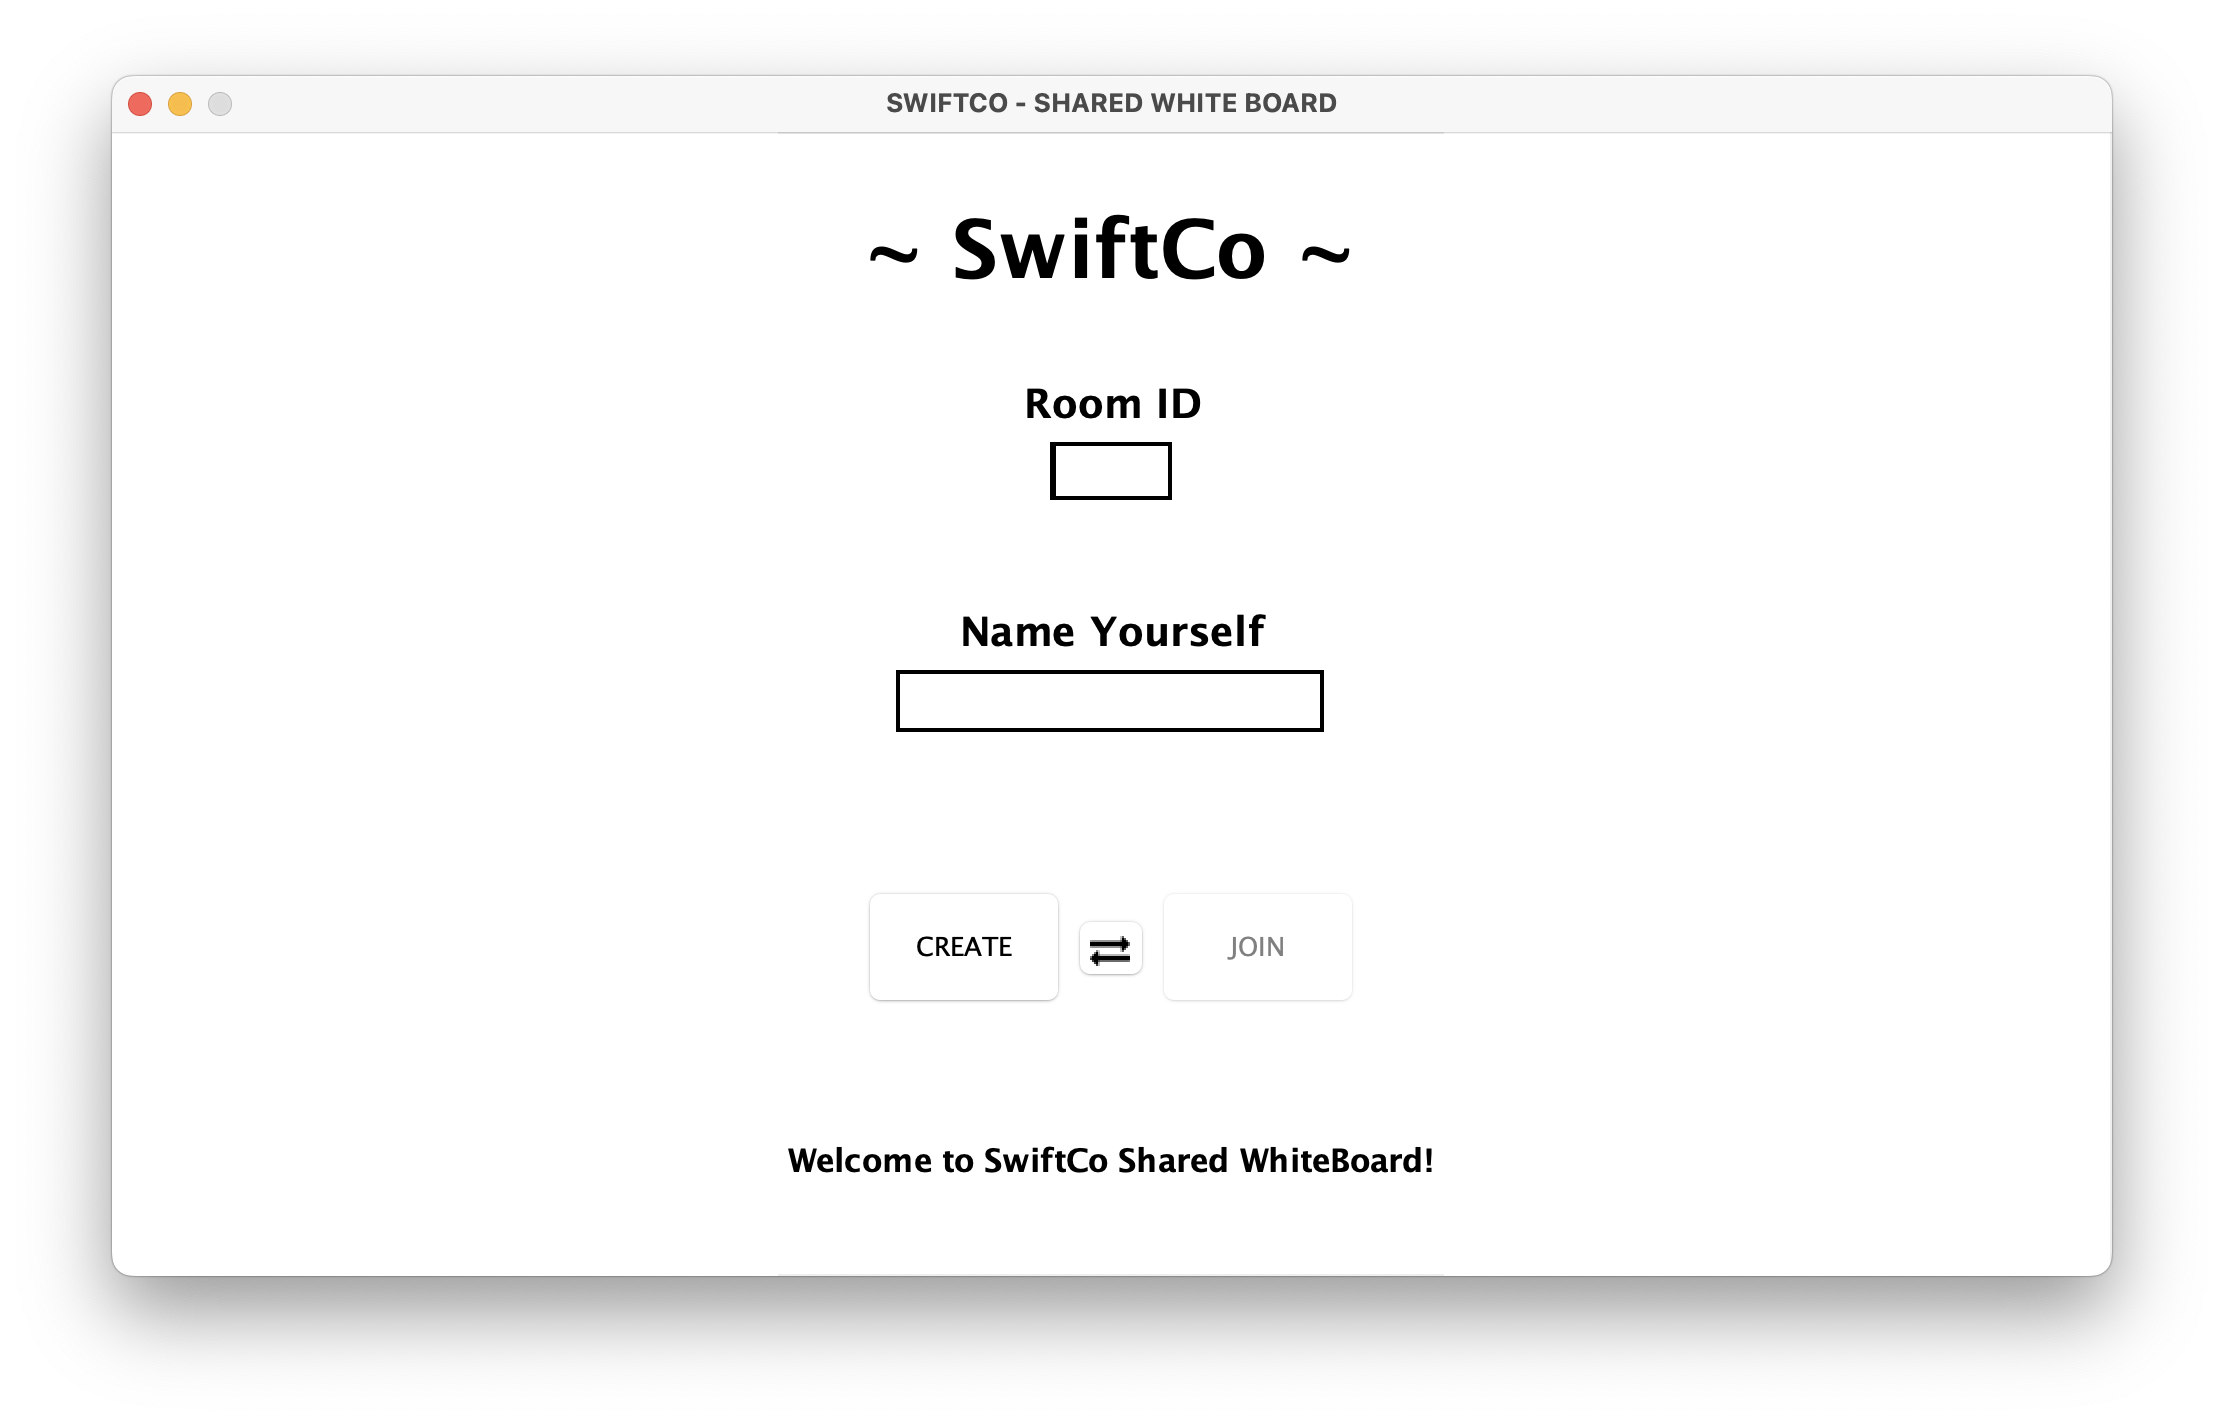 SWIFTCO - SHARED WHITE BOARD
~ SwiftCo ~
Room ID
Name Yourself
CREATE
JOIN
Welcome to SwiftCo Shared WhiteBoard!